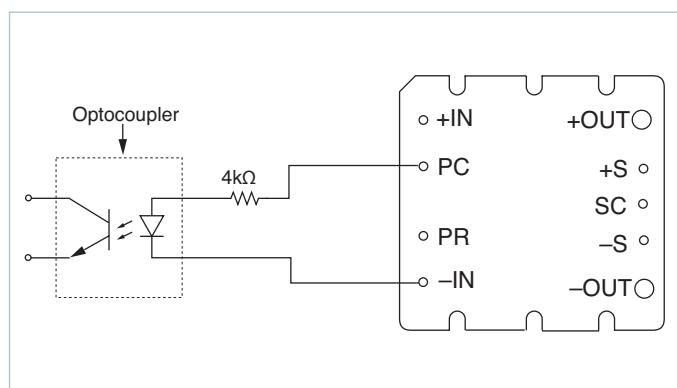 Optocoupler
4kΩ
+IN
PC
PR
–IN
+OUT
+S
SC
–S
–OUT